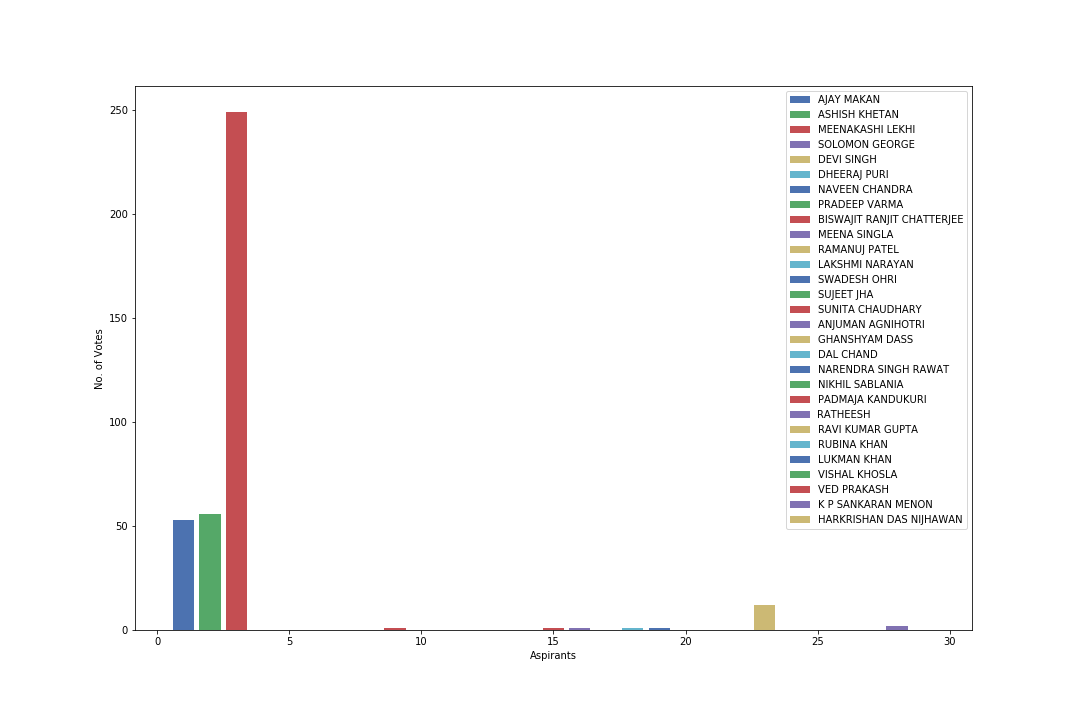 250
200
150
100
50
0
No. of Votes
0 5 10 15 20 25 30
Aspirants
AJAY MAKAN
ASHISH KHETAN
MEENAKASHI LEKHI
SOLOMON GEORGE
DEVI SINGH
DHEERAJ PURI
NAVEEN CHANDRA
PRADEEP VARMA
BISWAJIT RANJIT CHATTERJEE
MEENA SINGLA
RAMANUJ PATEL
LAKSHMI NARAYAN
SWADESH OHRI
SUJEET JHA
SUNITA CHAUDHARY
ANJUMAN AGNIHOTRI
GHANSHYAM DASS
DAL CHAND
NARENDRA SINGH RAWAT
NIKHIL SABLANIA
PADMAJA KANDUKURI
RATHEESH
RAVI KUMAR GUPTA
RUBINA KHAN
LUKMAN KHAN
VISHAL KHOSLA
VED PRAKASH
K P SANKARAN MENON
HARKRISHAN DAS NIJHAWAN